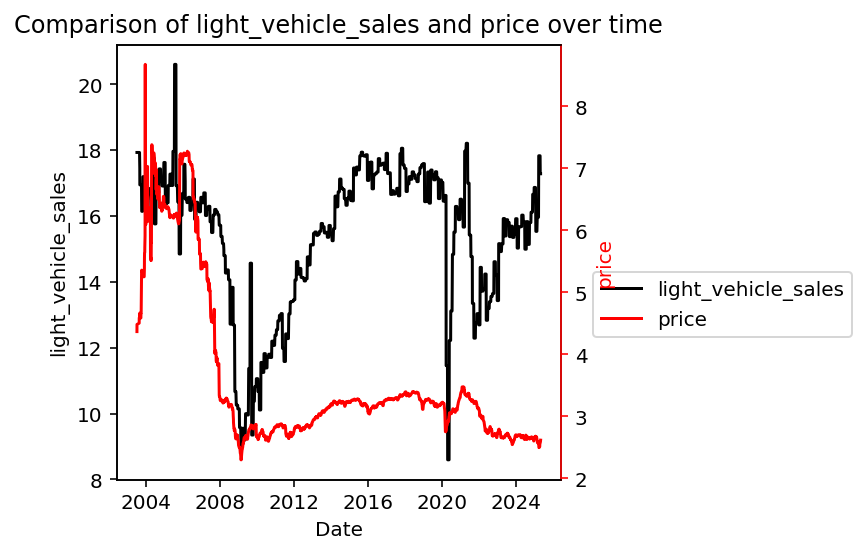 Comparison of light_vehicle_sales and price over time
light_vehicle_sales
20
18
16
14
12
10
8
8
7
6
5
4
3
2
price
light_vehicle_sales
price
2004 2008 2012 2016 2020 2024
Date